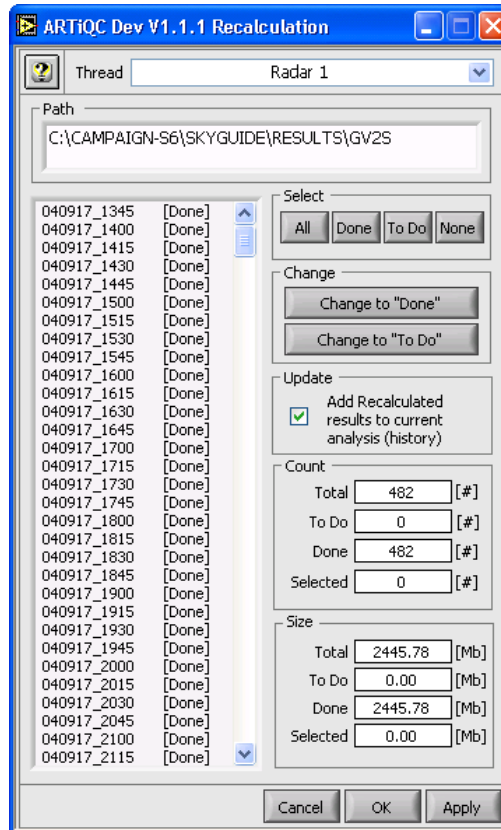 ARTiQC Dev V1.1.1 Recalculation
? Thread Radar 1
Path
C:\CAMPAIGN-S6\SKYGUIDE\RESULTS\GV2S
040917_1345 [Done]
040917_1400 [Done]
040917_1415 [Done]
040917_1430 [Done]
040917_1445 [Done]
040917_1500 [Done]
040917_1515 [Done]
040917_1530 [Done]
040917_1545 [Done]
040917_1600 [Done]
040917_1615 [Done]
040917_1630 [Done]
040917_1645 [Done]
040917_1700 [Done]
040917_1715 [Done]
040917_1730 [Done]
040917_1745 [Done]
040917_1800 [Done]
040917_1815 [Done]
040917_1830 [Done]
040917_1845 [Done]
040917_1900 [Done]
040917_1915 [Done]
040917_1930 [Done]
040917_1945 [Done]
040917_2000 [Done]
040917_2015 [Done]
040917_2030 [Done]
040917_2045 [Done]
040917_2100 [Done]
040917_2115 [Done]
Select
All Done To Do None
Change
Change to "Done"
Change to "To Do"
Update
Add Recalculated
results to current
analysis (history)
Count
Total 482 [#]
To Do 0 [#]
Done 482 [#]
Selected 0 [#]
Size
Total 2445.78 [Mb]
To Do 0.00 [Mb]
Done 2445.78 [Mb]
Selected 0.00 [Mb]
Cancel OK Apply